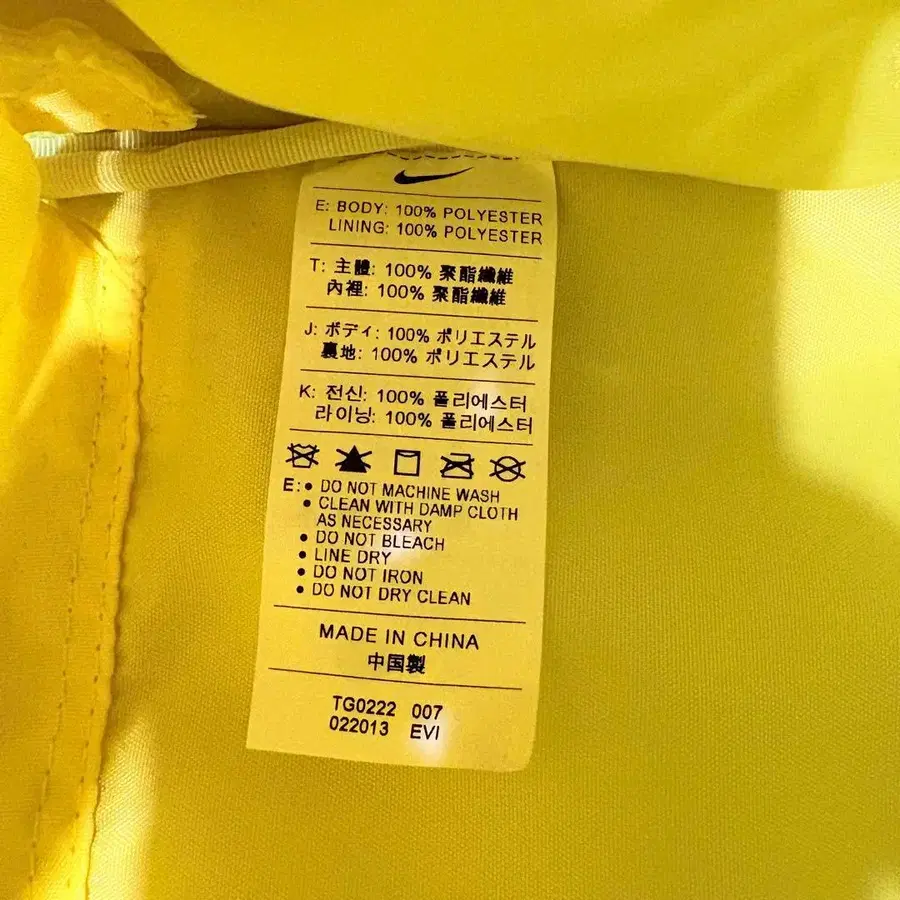 E: BODY: 100% POLYESTER
LINING: 100% POLYESTER
T: 主體: 100% 聚酯纖維
內裡: 100% 聚酯纖維
J: ボディ: 100% ポリエステル
裏地: 100% ポリエステル
K: 전신: 100% 폴리에스터
라이닝: 100% 폴리에스터
E: • DO NOT MACHINE WASH
• CLEAN WITH DAMP CLOTH
AS NECESSARY
• DO NOT BLEACH
• LINE DRY
• DO NOT IRON
• DO NOT DRY CLEAN
MADE IN CHINA
中国製
TG0222 007
022013 EVI